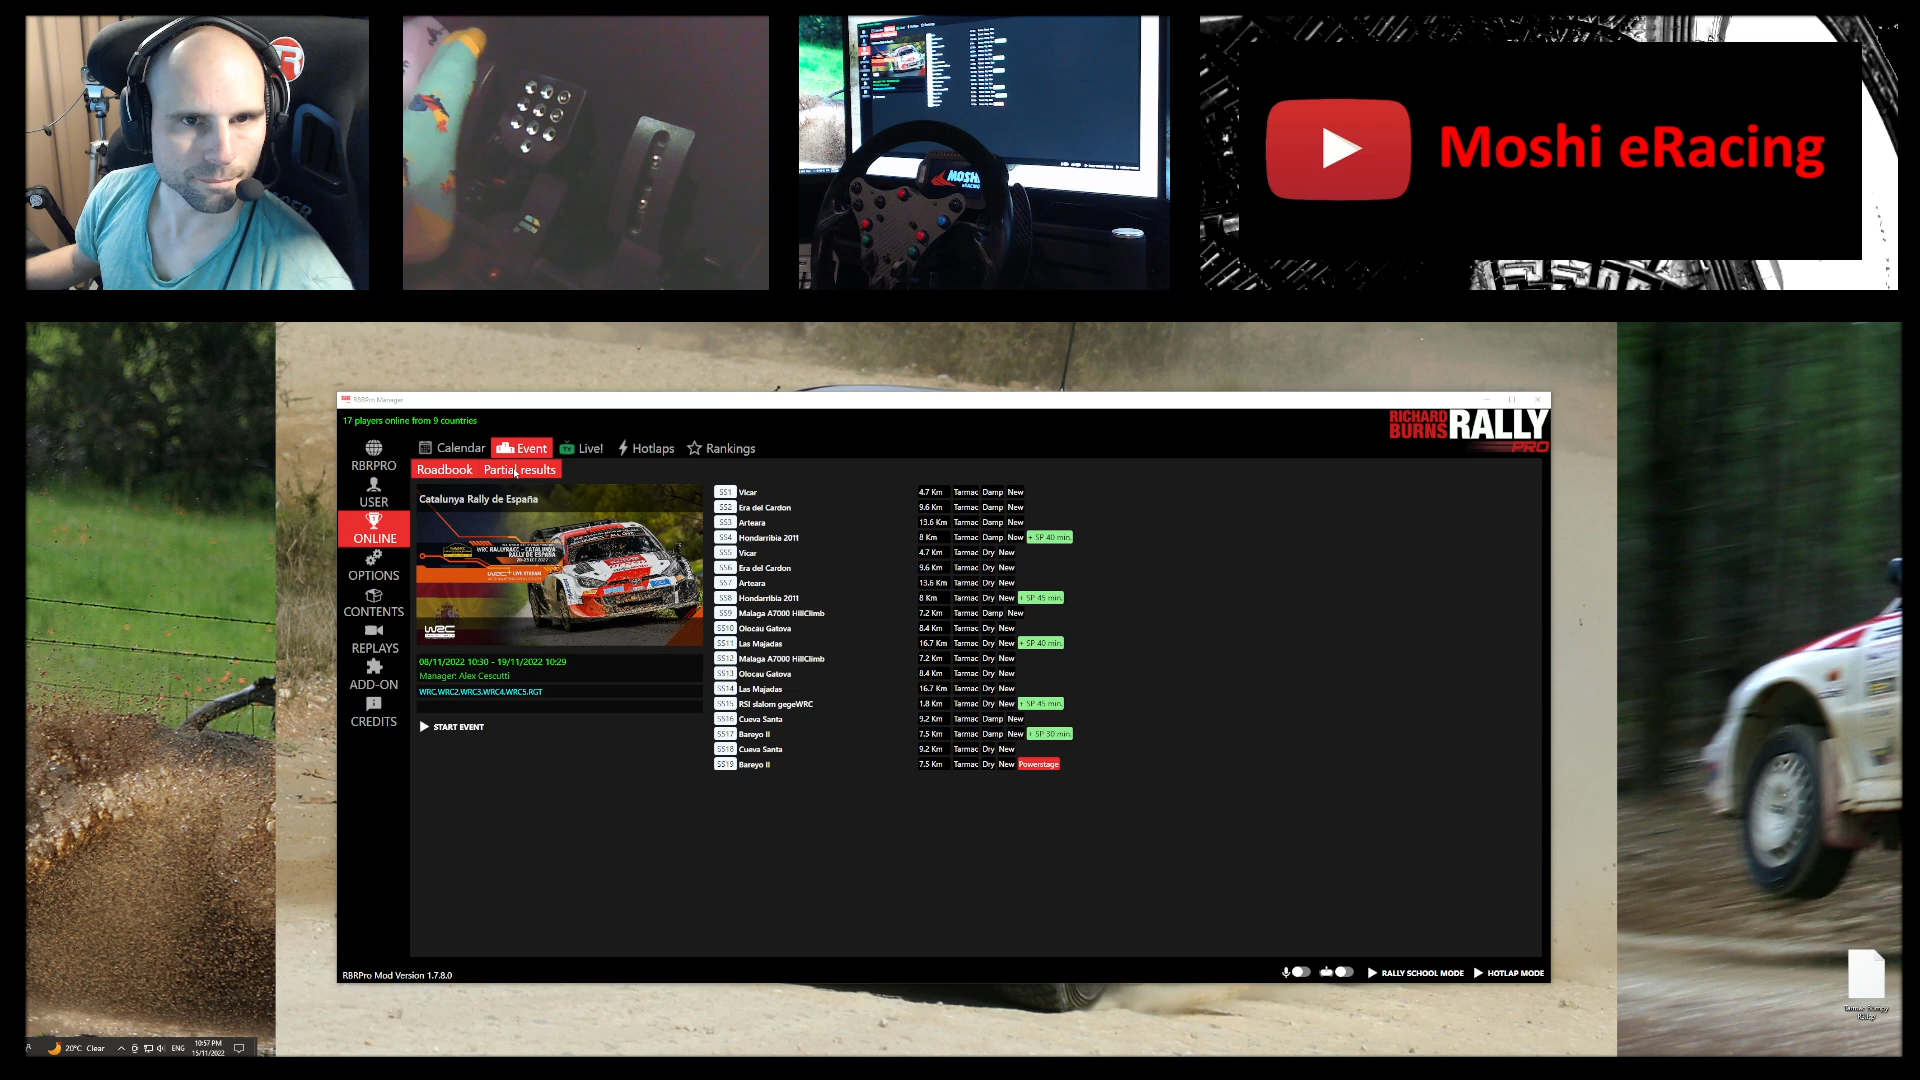 Moshi eRacing
MOSHI
eRACING
RBRPro Manager
17 players online from 9 countries
RICHARD BURNS RALLY PRO
Calendar Event Live! Hotlaps Rankings
Roadbook Partial results
RBRPRO
USER
ONLINE
OPTIONS
CONTENTS
REPLAYS
ADD-ON
CREDITS
Catalunya Rally de España
WRC RALLYRACC - CATALUNYA
RALLY DE ESPAÑA
WRC
08/11/2022 10:30 - 19/11/2022 10:29
Manager: Alex Cescutti
WRC,WRC2,WRC3,WRC4,WRC5,RGT
START EVENT
SS1 Vicar 4.7 Km Tarmac Damp New
SS2 Era del Cardon 9.6 Km Tarmac Damp New
SS3 Arteara 13.6 Km Tarmac Damp New
SS4 Hondarribia 2011 8 Km Tarmac Damp New + SP 40 min.
SS5 Vicar 4.7 Km Tarmac Dry New
SS6 Era del Cardon 9.6 Km Tarmac Dry New
SS7 Arteara 13.6 Km Tarmac Dry New
SS8 Hondarribia 2011 8 Km Tarmac Dry New + SP 45 min.
SS9 Malaga A7000 HillClimb 7.2 Km Tarmac Damp New
SS10 Olocau Gatova 8.4 Km Tarmac Dry New
SS11 Las Majadas 16.7 Km Tarmac Dry New + SP 40 min.
SS12 Malaga A7000 HillClimb 7.2 Km Tarmac Dry New
SS13 Olocau Gatova 8.4 Km Tarmac Dry New
SS14 Las Majadas 16.7 Km Tarmac Dry New
SS15 RSI slalom gegeWRC 1.8 Km Tarmac Dry New + SP 45 min.
SS16 Cueva Santa 9.2 Km Tarmac Damp New
SS17 Bareyo II 7.5 Km Tarmac Damp New + SP 30 min.
SS18 Cueva Santa 9.2 Km Tarmac Dry New
SS19 Bareyo II 7.5 Km Tarmac Dry New Powerstage
RBRPro Mod Version 1.7.8.0
RALLY SCHOOL MODE HOTLAP MODE
Tarmac Bumpy
20°C Clear ENG 10:57 PM
15/11/2022